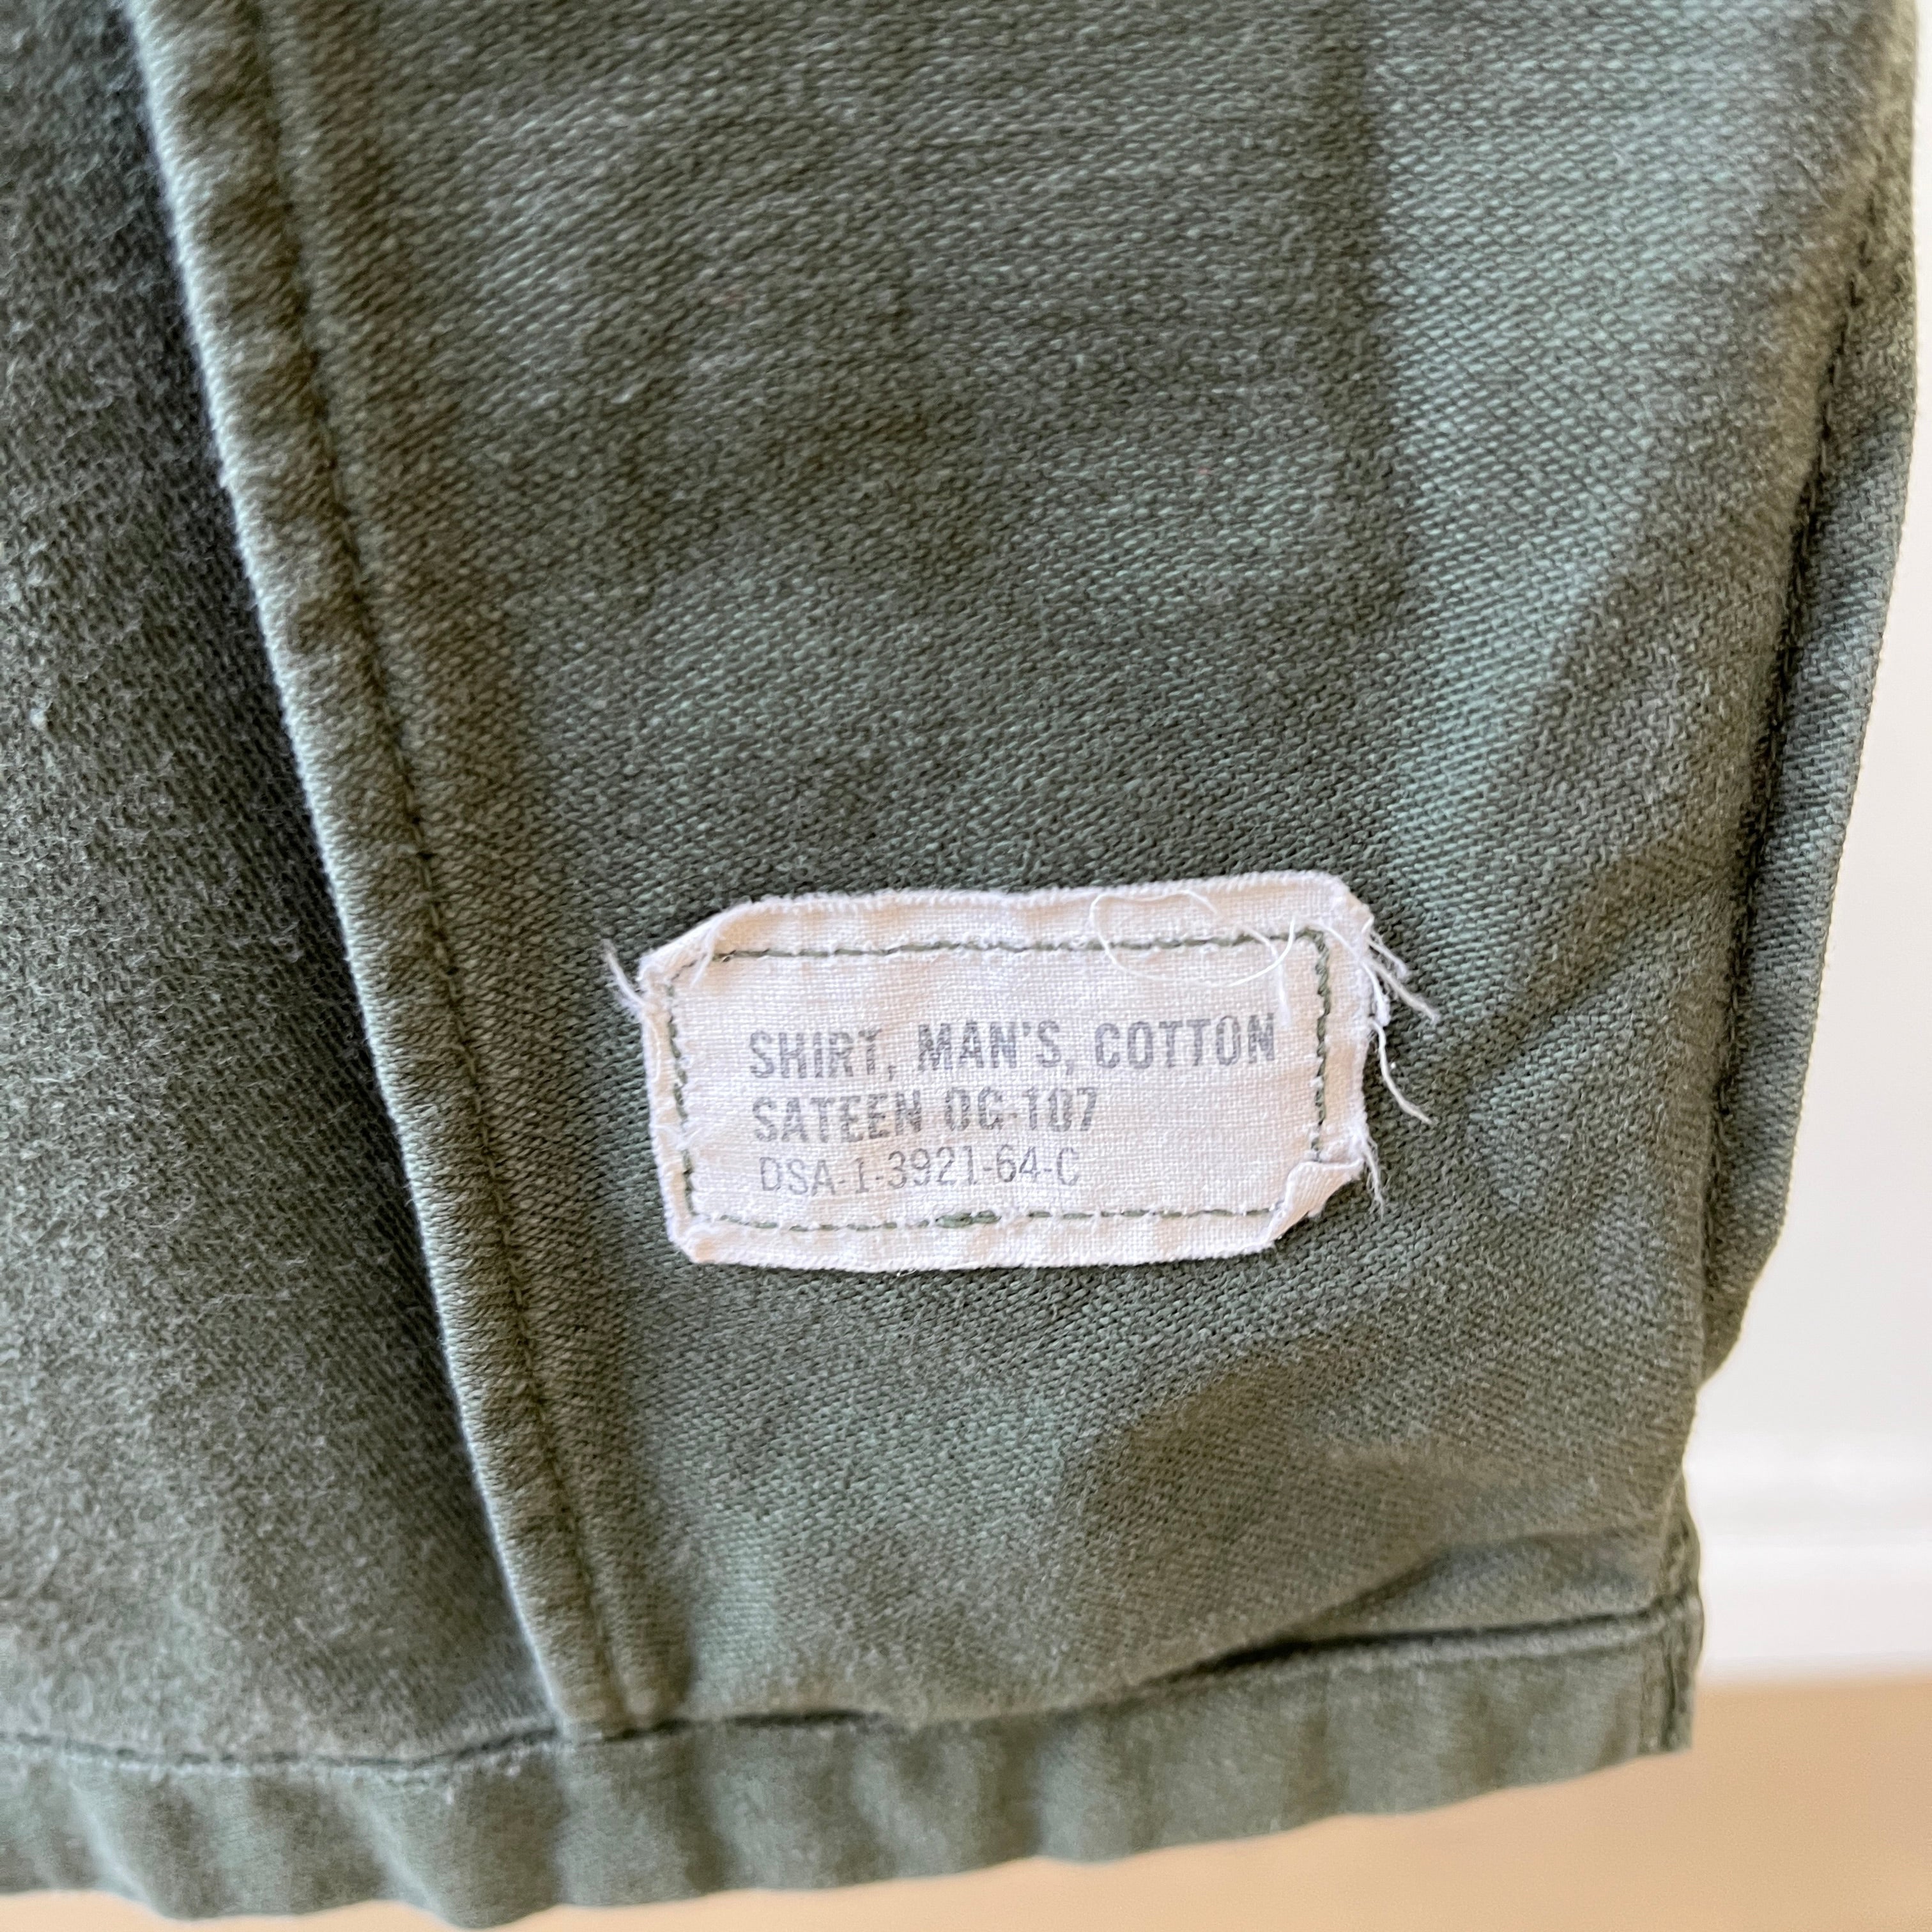 SHIRT, MAN'S, COTTON
SATEEN OG-107
DSA-1-3921-64-C